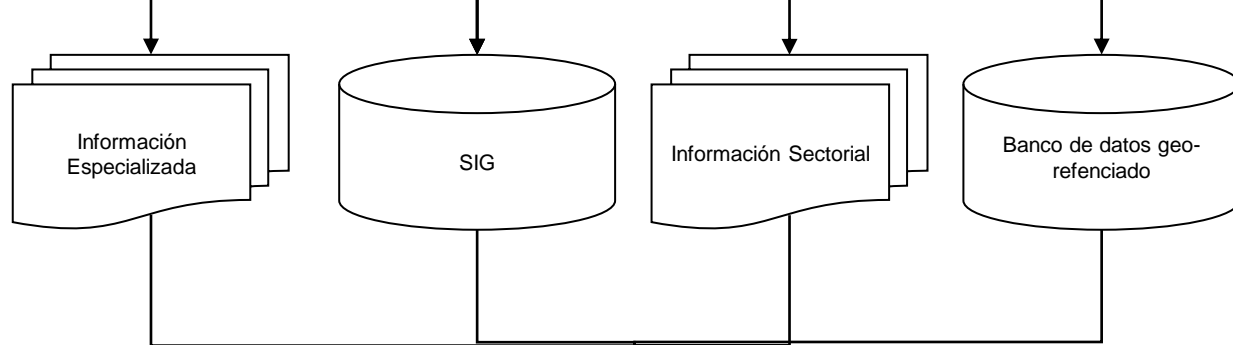 Información
Especializada
SIG
Información Sectorial
Banco de datos geo-
refenciado